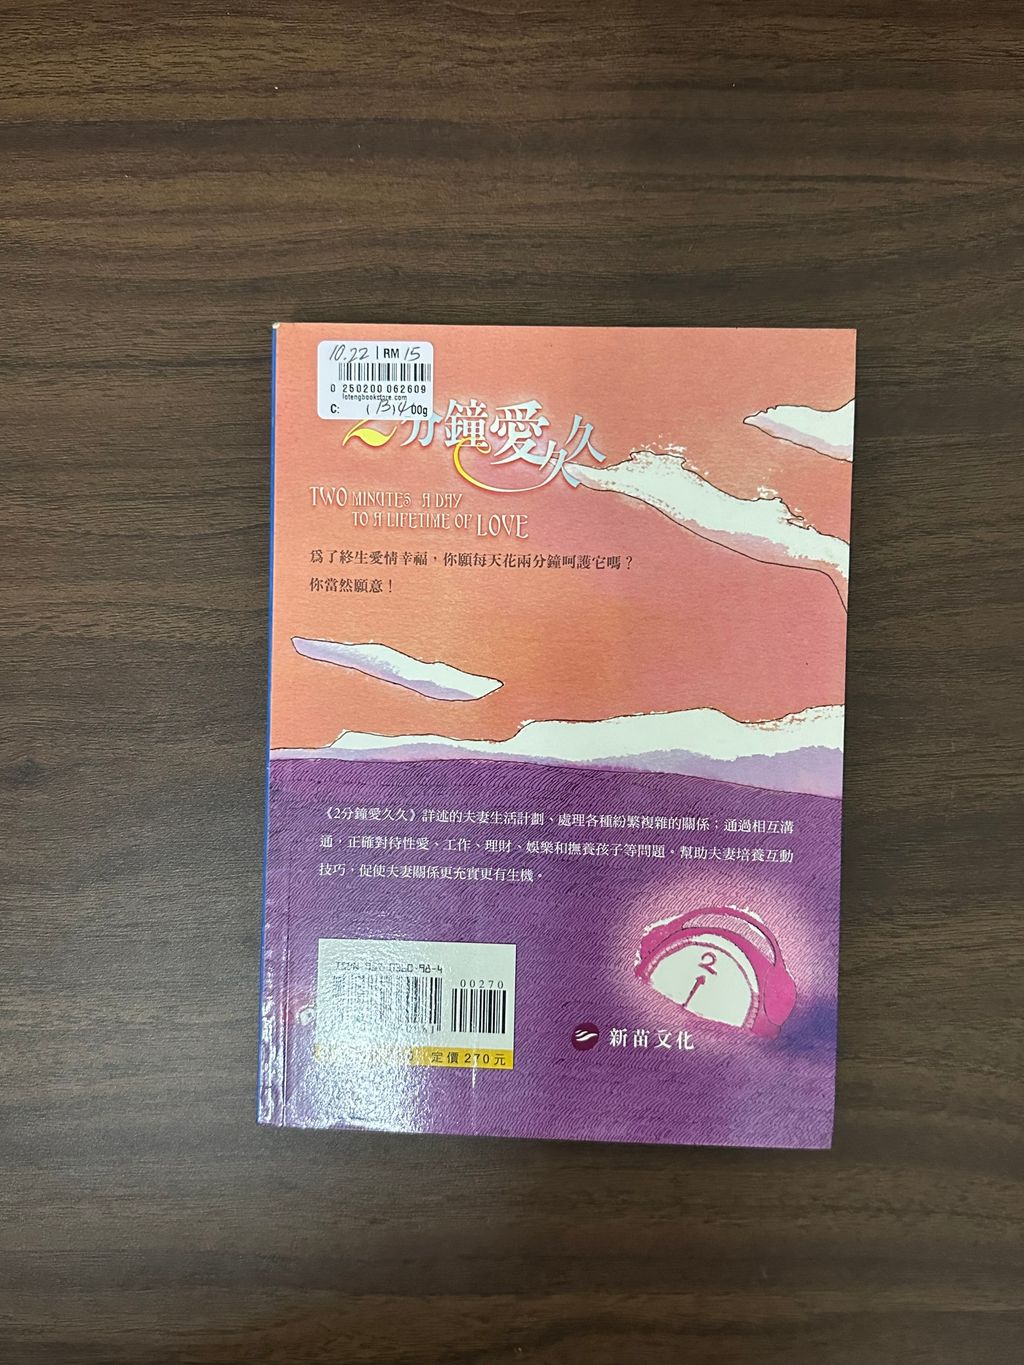 10.22 | RM 15
0 250200 062609
lotengbookstore.com
C: (13) 400g
2分鐘愛久久
TWO MINUTES A DAY
TO A LIFETIME OF LOVE
為了終生愛情幸福，你願每天花兩分鐘呵護它嗎？
你當然願意！
《2分鐘愛久久》詳述的夫妻生活計劃、處理各種紛繁複雜的關係；通過相互溝
通，正確對待性愛、工作、理財、娛樂和撫養孩子等問題。幫助夫妻培養互動
技巧，促使夫妻關係更充實更有生機。
2
00270
定價270元
新苗文化